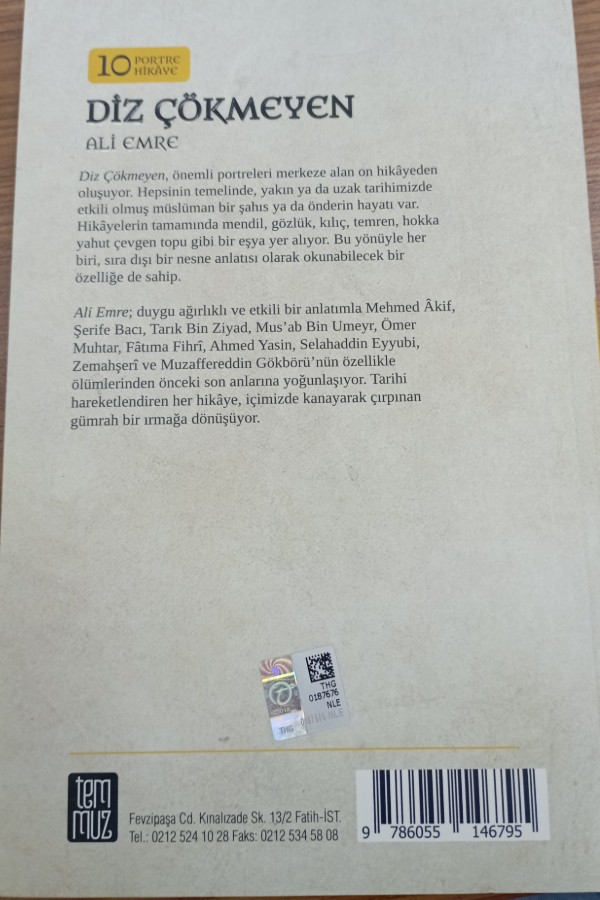 10 PORTRE
HİKÂYE
DİZ ÇÖKMEYEN
ALİ EMRE
Diz Çökmeyen, önemli portreleri merkeze alan on hikâyeden
oluşuyor. Hepsinin temelinde, yakın ya da uzak tarihimizde
etkili olmuş müslüman bir şahıs ya da önderin hayatı var.
Hikâyelerin tamamında mendil, gözlük, kılıç, temren, hokka
yahut çevgen topu gibi bir eşya yer alıyor. Bu yönüyle her
biri, sıra dışı bir nesne anlatısı olarak okunabilecek bir
özelliğe de sahip.
Ali Emre; duygu ağırlıklı ve etkili bir anlatımla Mehmed Âkif,
Şerife Bacı, Tarık Bin Ziyad, Mus'ab Bin Umeyr, Ömer
Muhtar, Fâtıma Fihrî, Ahmet Yasin, Selahaddin Eyyubi,
Zemahşerî ve Muzaffereddin Gökbörü'nün özellikle
ölümlerinden önceki son anlarına yoğunlaşıyor. Tarihi
hareketlendiren her hikâye, içimizde kanayarak çırpınan
gümrah bir ırmağa dönüşüyor.
THG
0187676
NLE
THG
tem
muz
Fevzipaşa Cd. Kınalızade Sk. 13/2 Fatih-İST.
Tel.: 0212 524 10 28 Faks: 0212 534 58 08
9 786055 146795